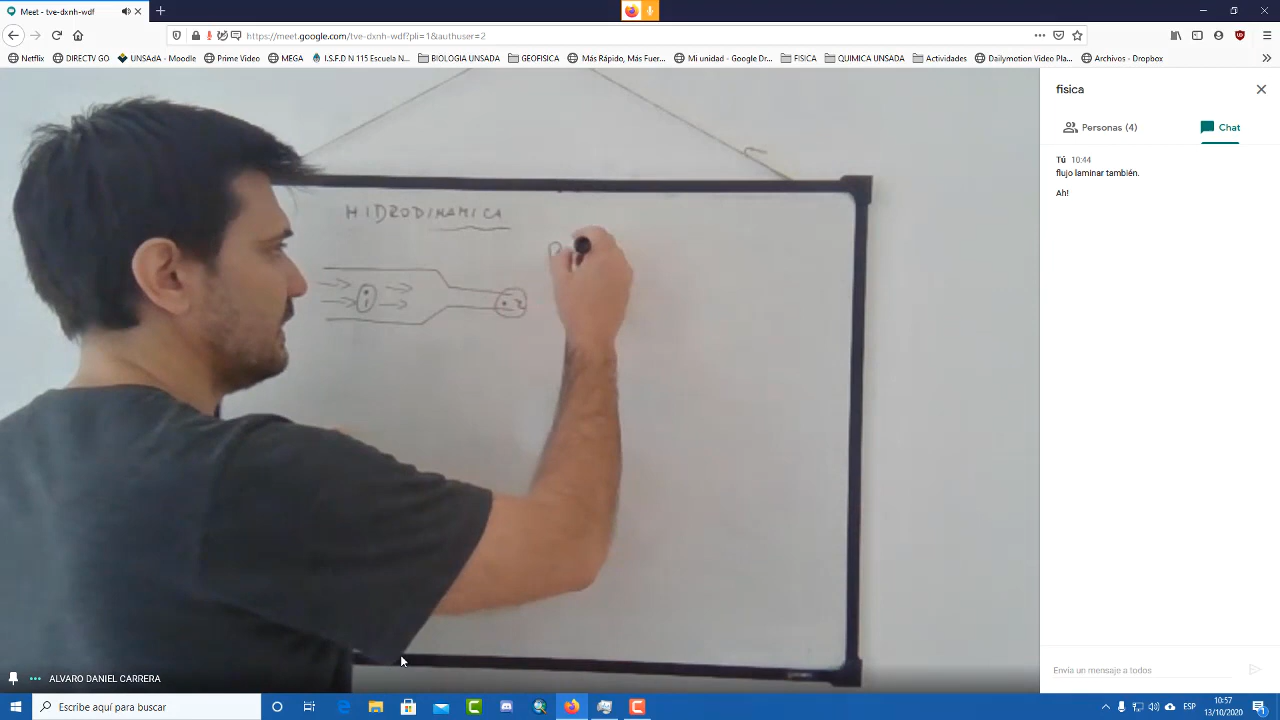 Meet - tve-dxnh-wdf
https://meet.google.com/tve-dxnh-wdf?pli=1&authuser=2
Netflix DIRECTV GO UNSAdA - Moodle Prime Video MEGA I.S.F.D N 115 Escuela N... BIOLOGIA UNSADA GEOFISICA Más Rápido, Más Fuer... Mi unidad - Google Dr... FISICA QUIMICA UNSADA Actividades Dailymotion Video Pla... Archivos - Dropbox
fisica
Personas (4) Chat
Tú 10:44
flujo laminar también.
Ah!
HIDRODINAMICA
1 2
P
ALVARO DANIEL CARRERA
Envía un mensaje a todos
Escribe aquí para buscar
ESP
10:57
13/10/2020